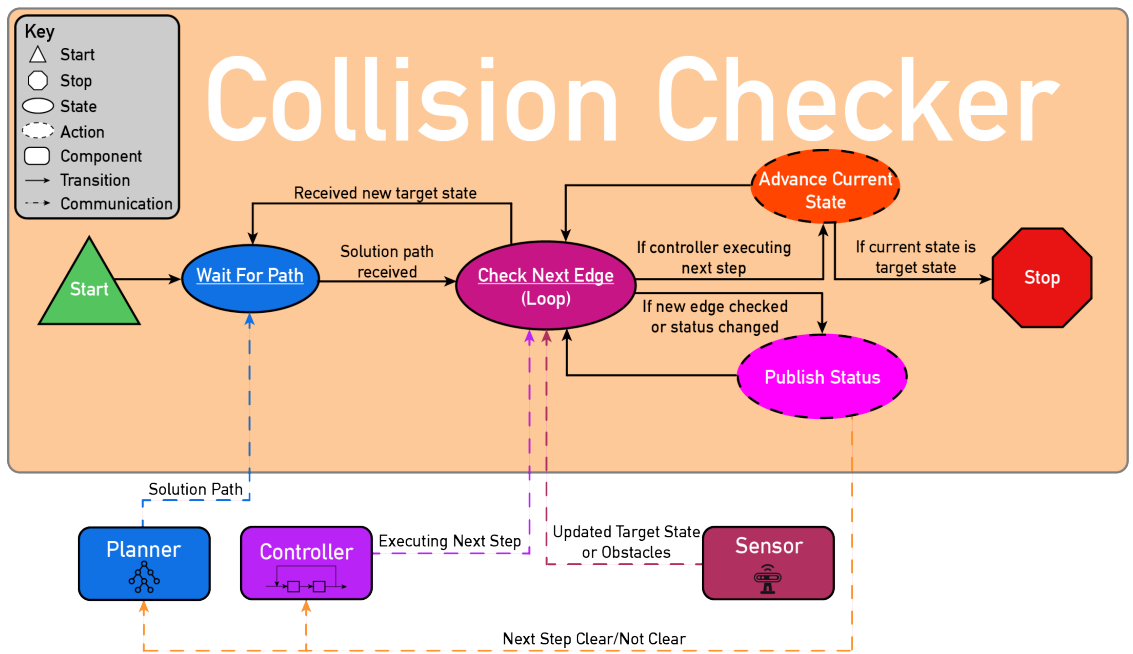 Key
Start
Stop
State
Action
Component
Transition
Communication
Collision Checker
Received new target state
Solution path
received
Start
Wait For Path
Check Next Edge
(Loop)
If controller executing
next step
If new edge checked
or status changed
Advance Current
State
If current state is
target state
Stop
Publish Status
Solution Path
Planner
Controller
Executing Next Step
Updated Target State
or Obstacles
Sensor
Next Step Clear/Not Clear